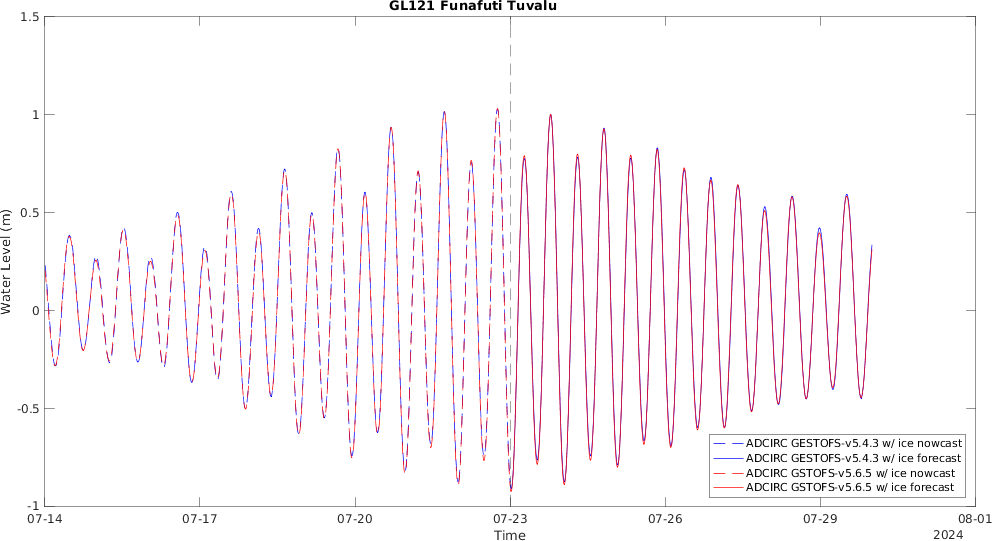 GL121 Funafuti Tuvalu
1.5
1
0.5
0
-0.5
-1
Water Level (m)
ADCIRC GESTOFS-v5.4.3 w/ ice nowcast
ADCIRC GESTOFS-v5.4.3 w/ ice forecast
ADCIRC GSTOFS-v5.6.5 w/ ice nowcast
ADCIRC GSTOFS-v5.6.5 w/ ice forecast
07-14 07-17 07-20 07-23 07-26 07-29 08-01
Time
2024